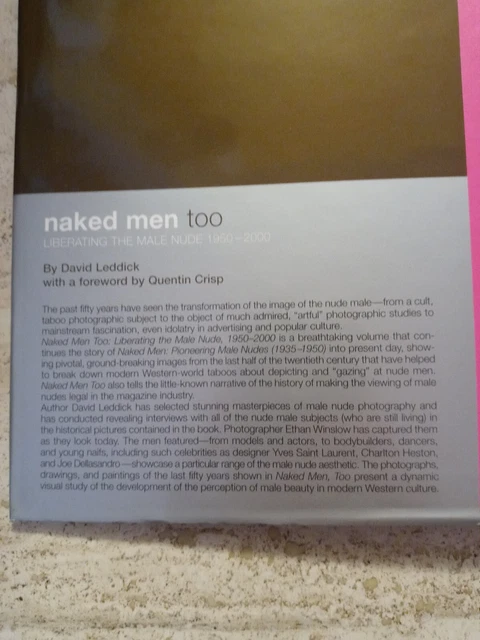 naked men too
LIBERATING THE MALE NUDE 1950–2000
By David Leddick
with a foreword by Quentin Crisp
The past fifty years have seen the transformation of the image of the nude male—from a cult,
taboo photographic subject to the object of much admired, "artful" photographic studies to
mainstream fascination, even idolatry in advertising and popular culture.
Naked Men Too: Liberating the Male Nude, 1950–2000 is a breathtaking volume that con-
tinues the story of Naked Men: Pioneering Male Nudes (1935–1950) into present day, show-
ing pivotal, ground-breaking images from the last half of the twentieth century that have helped
to break down modern Western-world taboos about depicting and "gazing" at nude men.
Naked Men Too also tells the little-known narrative of the history of making the viewing of male
nudes legal in the magazine industry.
Author David Leddick has selected stunning masterpieces of male nude photography and
has conducted revealing interviews with all of the nude male subjects (who are still living) in
the historical pictures contained in the book. Photographer Ethan Winslow has captured them
as they look today. The men featured—from models and actors, to bodybuilders, dancers,
and young naifs, including such celebrities as designer Yves Saint Laurent, Charlton Heston,
and Joe Dellasandro—showcase a particular range of the male nude aesthetic. The photographs,
drawings, and paintings of the last fifty years shown in Naked Men, Too present a dynamic
visual study of the development of the perception of male beauty in modern Western culture.